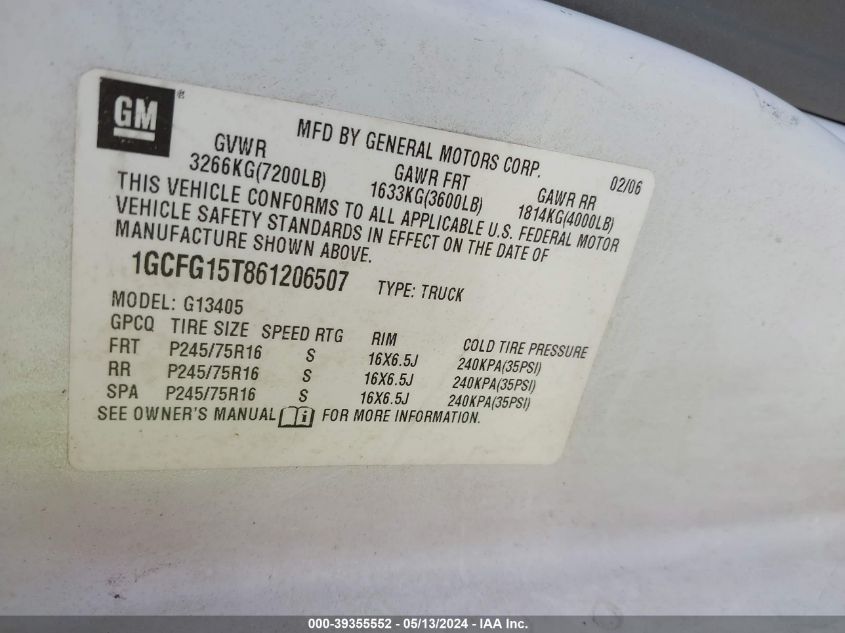 GM®
MFD BY GENERAL MOTORS CORP. 02/06
GVWR GAWR FRT GAWR RR
3266KG(7200LB) 1633KG(3600LB) 1814KG(4000LB)
THIS VEHICLE CONFORMS TO ALL APPLICABLE U.S. FEDERAL MOTOR
VEHICLE SAFETY STANDARDS IN EFFECT ON THE DATE OF
MANUFACTURE SHOWN ABOVE.
1GCFG15T861206507 TYPE: TRUCK
MODEL: G13405
GPCQ TIRE SIZE SPEED RTG RIM COLD TIRE PRESSURE
FRT P245/75R16 S 16X6.5J 240KPA(35PSI)
RR P245/75R16 S 16X6.5J 240KPA(35PSI)
SPA P245/75R16 S 16X6.5J 240KPA(35PSI)
SEE OWNER'S MANUAL i FOR MORE INFORMATION.
000-39355552 - 05/13/2024 - IAA Inc.